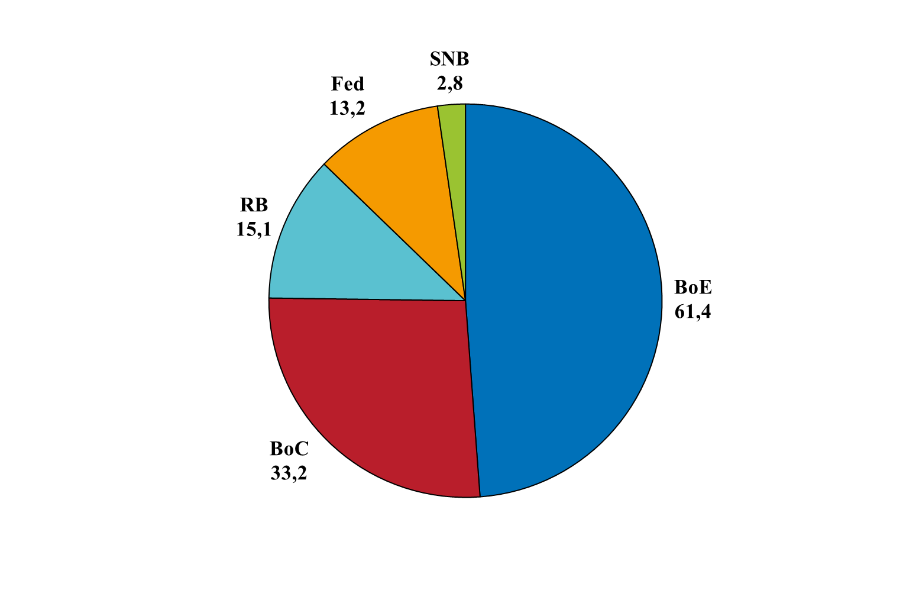 SNB
2,8
Fed
13,2
RB
15,1
BoE
61,4
BoC
33,2